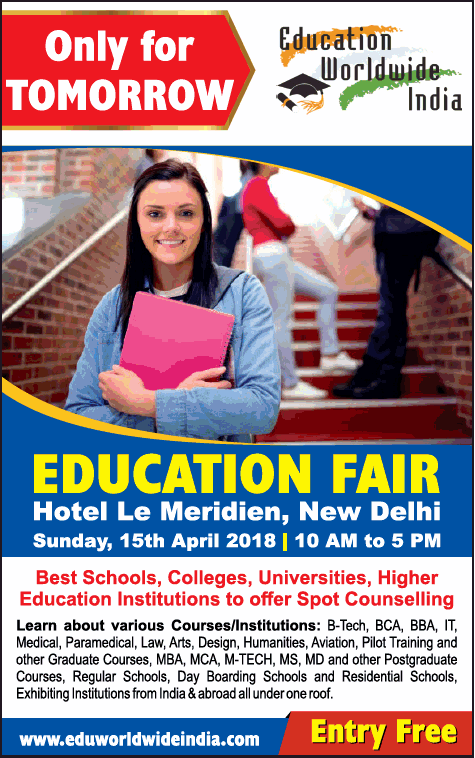 Only for
TOMORROW
Education
Worldwide
India
EDUCATION FAIR
Hotel Le Meridien, New Delhi
Sunday, 15th April 2018 | 10 AM to 5 PM
Best Schools, Colleges, Universities, Higher
Education Institutions to offer Spot Counselling
Learn about various Courses/Institutions: B-Tech, BCA, BBA, IT,
Medical, Paramedical, Law, Arts, Design, Humanities, Aviation, Pilot Training and
other Graduate Courses, MBA, MCA, M-TECH, MS, MD and other Postgraduate
Courses, Regular Schools, Day Boarding Schools and Residential Schools,
Exhibiting Institutions from India & abroad all under one roof.
www.eduworldwideindia.com
Entry Free